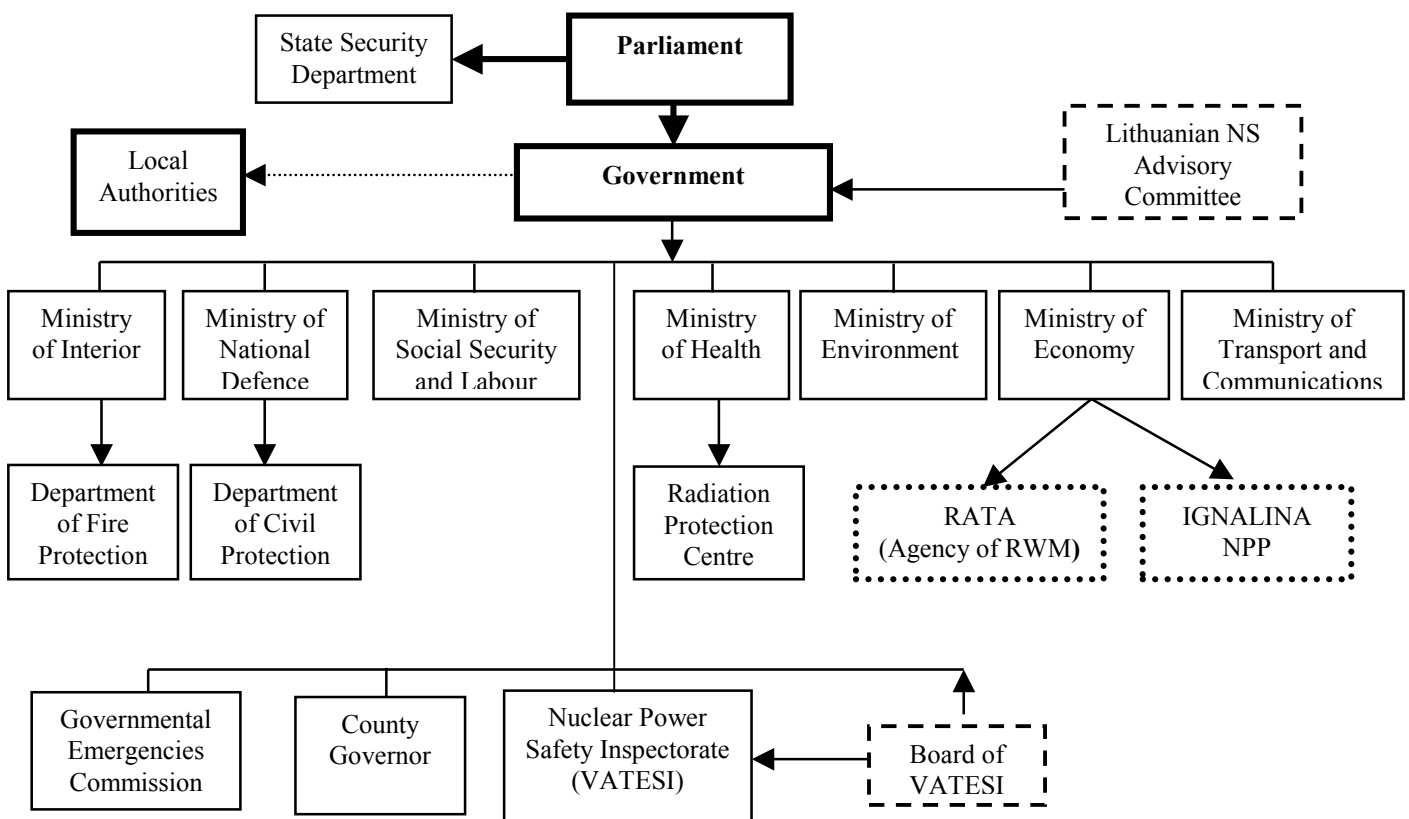 State Security
Department
Parliament
Lithuanian NS
Advisory
Committee
Local
Authorities
Government
Ministry
of Interior
Ministry of
National
Defence
Ministry of
Social Security
and Labour
Ministry
of Health
Ministry of
Environment
Ministry of
Economy
Ministry of
Transport and
Communications
Department
of Fire
Protection
Department
of Civil
Protection
Radiation
Protection
Centre
RATA
(Agency of RWM)
IGNALINA
NPP
Governmental
Emergencies
Commission
County
Governor
Nuclear Power
Safety Inspectorate
(VATESI)
Board of
VATESI